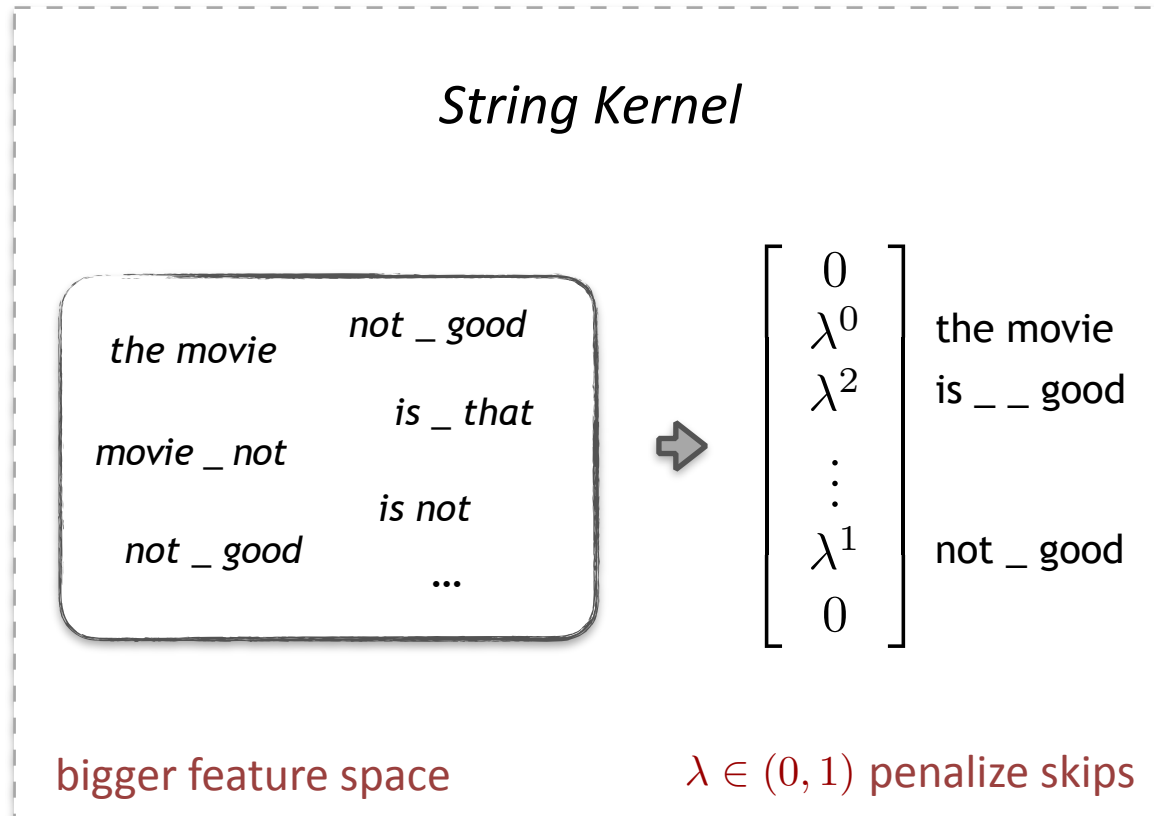 String Kernel
not _ good
the movie
is _ that
movie _ not
is not
not _ good
...
0
λ^0 the movie
λ^2 is _ _ good
⋮
λ^1 not _ good
0
bigger feature space
λ ∈ (0, 1) penalize skips